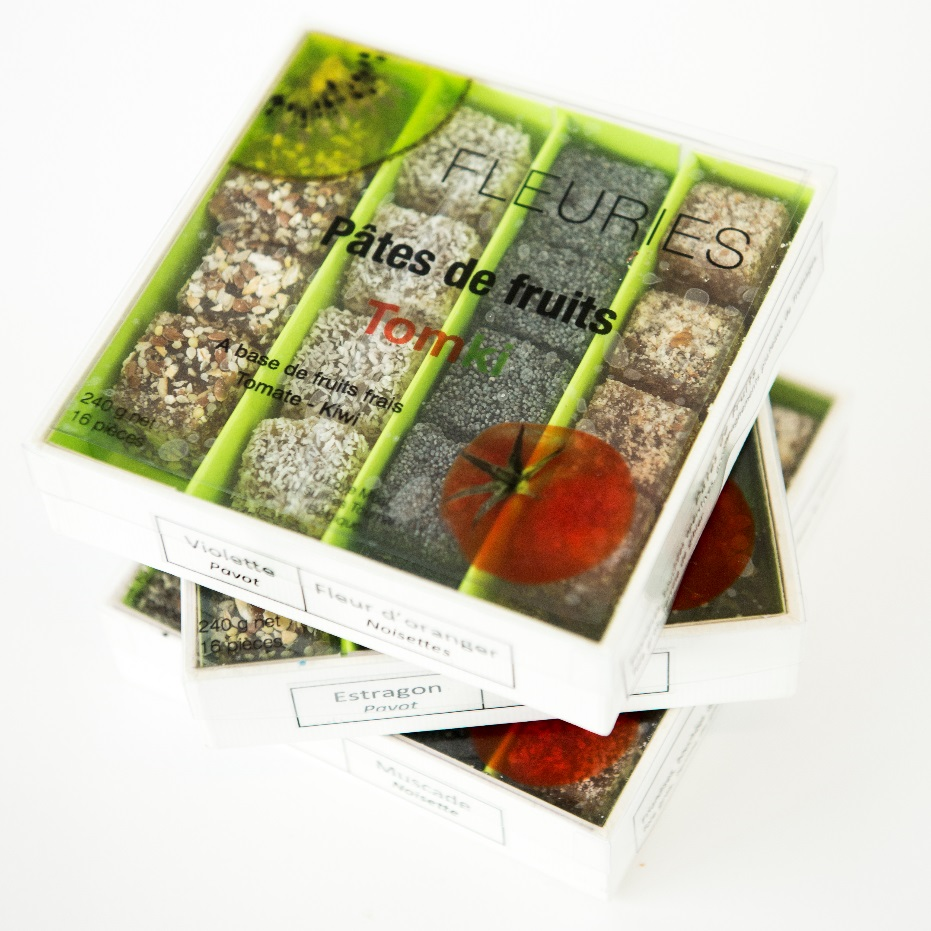 FLEURIES
Pâtes de fruits
Tomki
A base de fruits frais
Tomate - Kiwi
240 g net
16 pièces
Violette
Pavot
Fleur d'oranger
Noisettes
240 g net
16 pièces
Estragon
Pavot
Muscade
Noisette